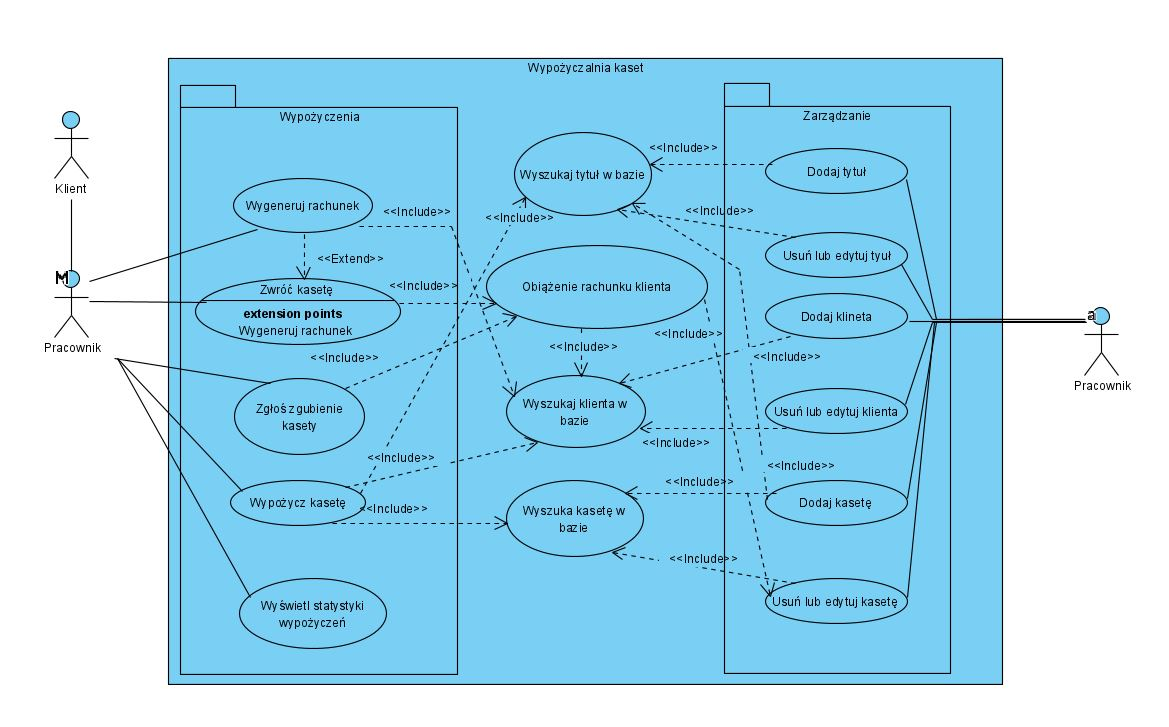 Wypożyczalnia kaset
Wypożyczenia
Zarządzanie
Klient
M
Pracownik
Wygeneruj rachunek
<<Include>>
<<Extend>>
Zwróć kasetę
extension points
Wygeneruj rachunek
<<Include>>
<<Include>>
Zgłoś zgubienie
kasety
<<Include>>
Wypożycz kasetę
<<Include>>
<<Include>>
Wyświetl statystyki
wypożyczeń
Wyszukaj tytuł w bazie
<<Include>>
<<Include>>
Obiążenie rachunku klienta
<<Include>>
<<Include>>
<<Include>>
Wyszukaj klienta w
bazie
<<Include>>
<<Include>>
<<Include>>
Wyszuka kasetę w
bazie
<<Include>>
Dodaj tytuł
Usuń lub edytuj tyuł
Dodaj klineta
Usuń lub edytuj klienta
Dodaj kasetę
Usuń lub edytuj kasetę
a
Pracownik